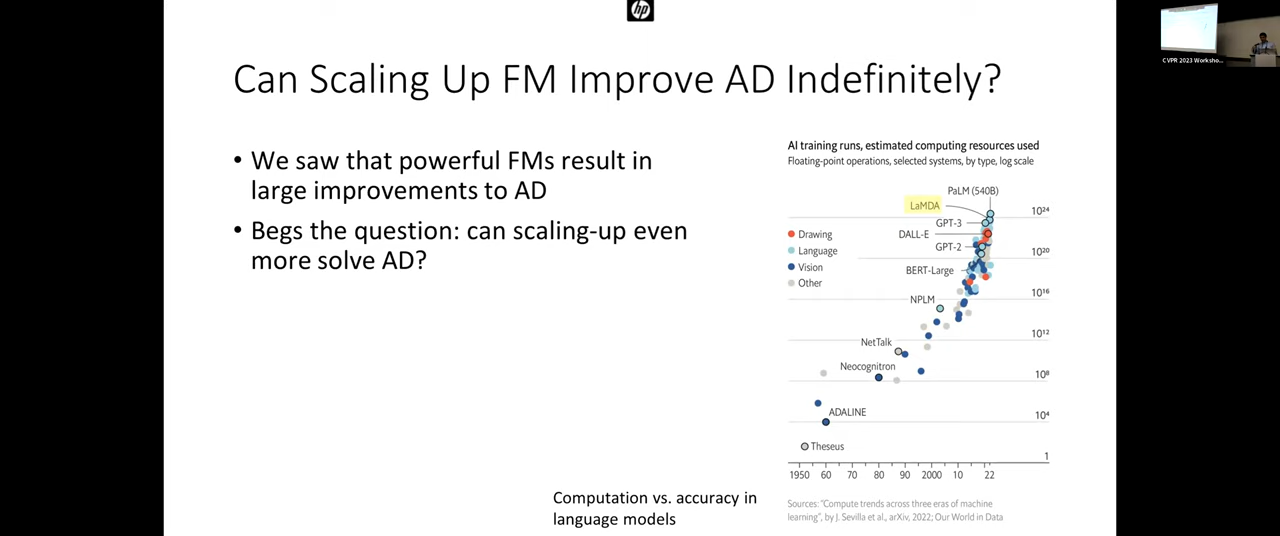 hp
CVPR 2023 Worksho...
Can Scaling Up FM Improve AD Indefinitely?
• We saw that powerful FMs result in
large improvements to AD
• Begs the question: can scaling-up even
more solve AD?
AI training runs, estimated computing resources used
Floating-point operations, selected systems, by type, log scale
PaLM (540B)
LaMDA
10²⁴
GPT-3
Drawing
DALL-E
Language
GPT-2
10²⁰
Vision
BERT-Large
Other
10¹⁶
NPLM
10¹²
NetTalk
Neocognitron
10⁸
ADALINE
10⁴
Theseus
1
1950 60 70 80 90 2000 10 22
Computation vs. accuracy in
language models
Sources: "Compute trends across three eras of machine
learning", by J. Sevilla et al., arXiv, 2022; Our World in Data